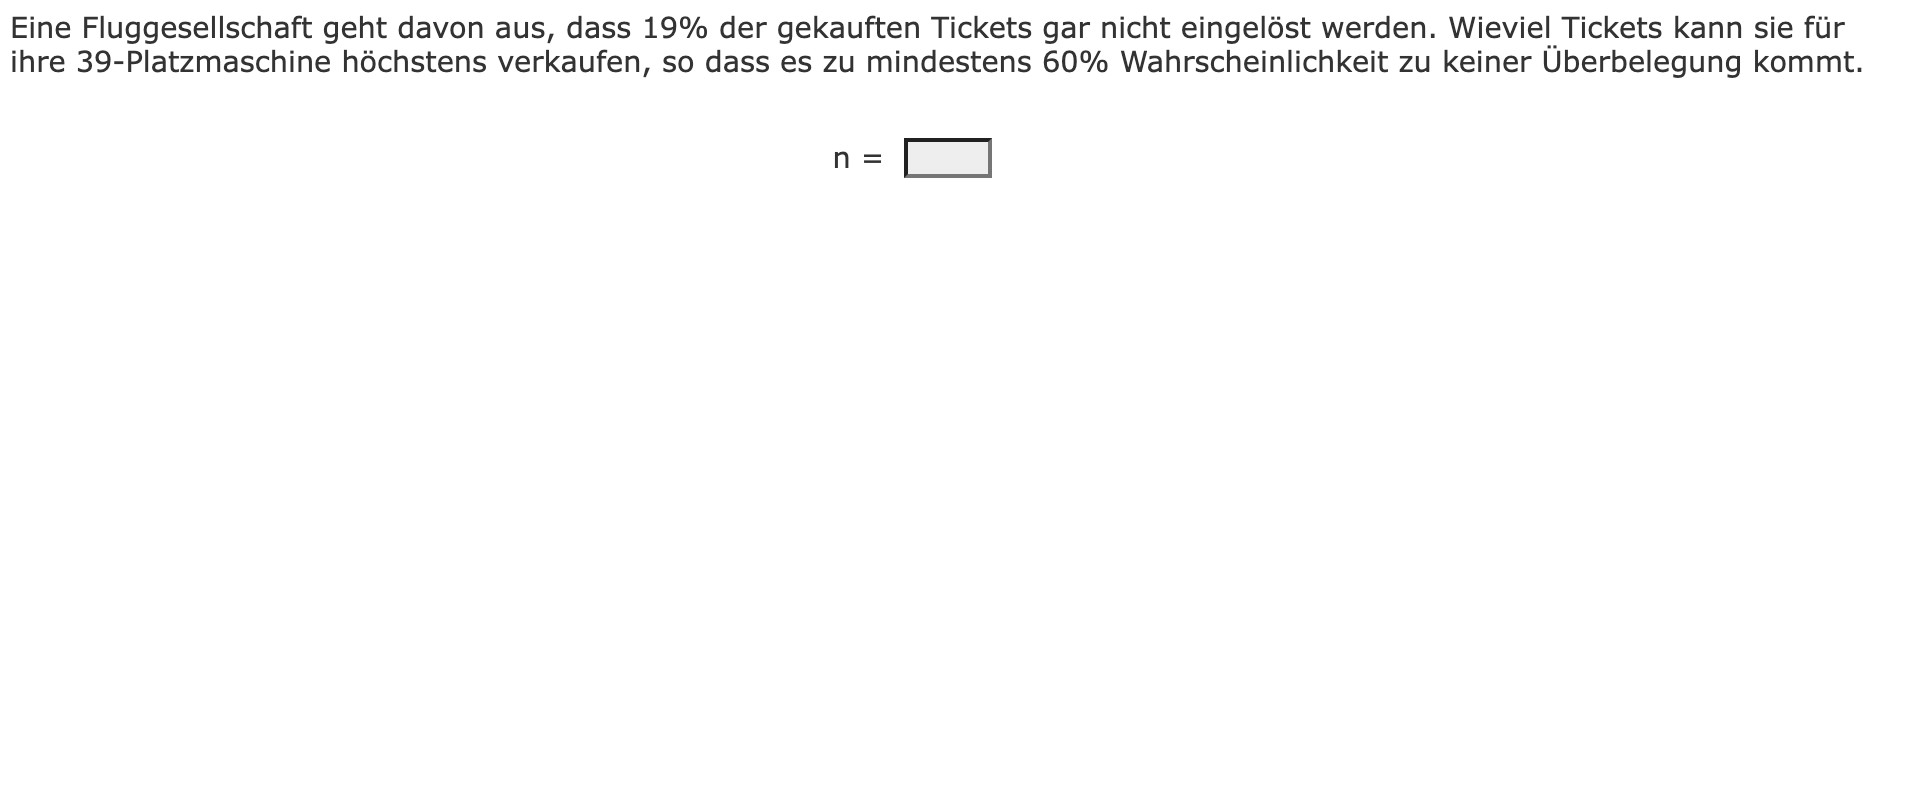 Eine Fluggesellschaft geht davon aus, dass 19% der gekauften Tickets gar nicht eingelöst werden. Wieviel Tickets kann sie für
ihre 39-Platzmaschine höchstens verkaufen, so dass es zu mindestens 60% Wahrscheinlichkeit zu keiner Überbelegung kommt.
n =